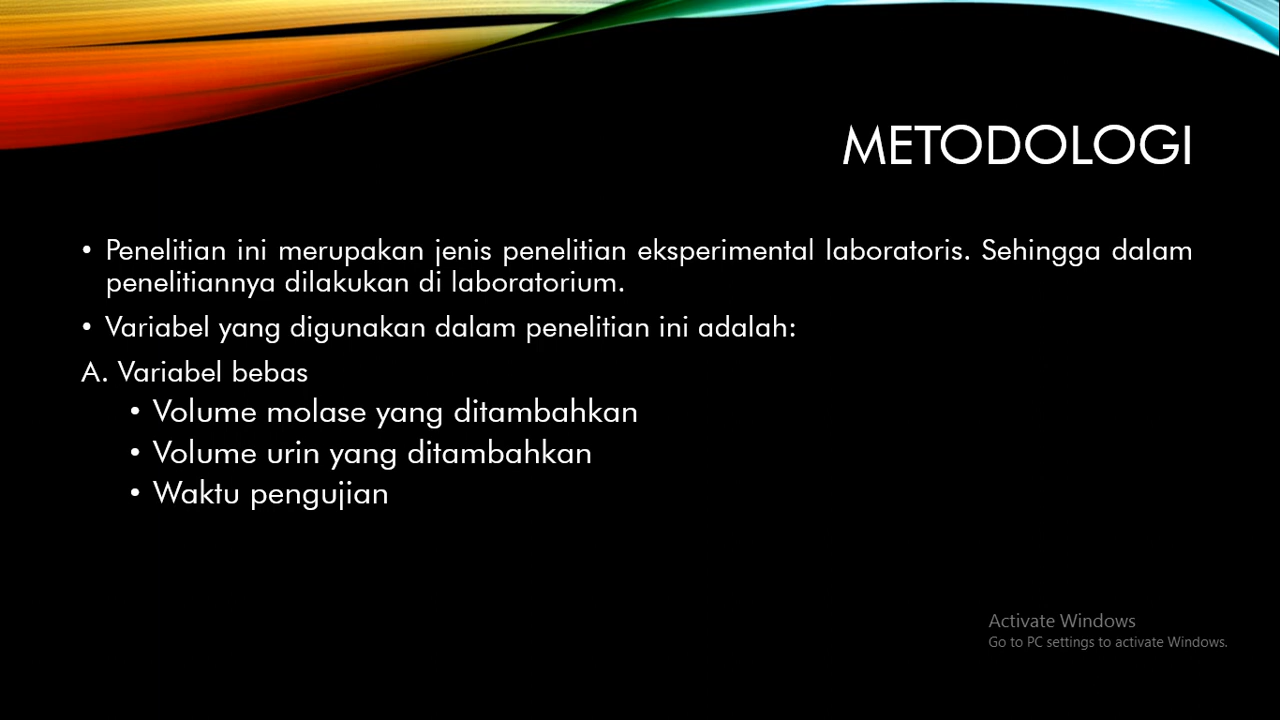 METODOLOGI
• Penelitian ini merupakan jenis penelitian eksperimental laboratoris. Sehingga dalam
penelitiannya dilakukan di laboratorium.
• Variabel yang digunakan dalam penelitian ini adalah:
A. Variabel bebas
• Volume molase yang ditambahkan
• Volume urin yang ditambahkan
• Waktu pengujian
Activate Windows
Go to PC settings to activate Windows.